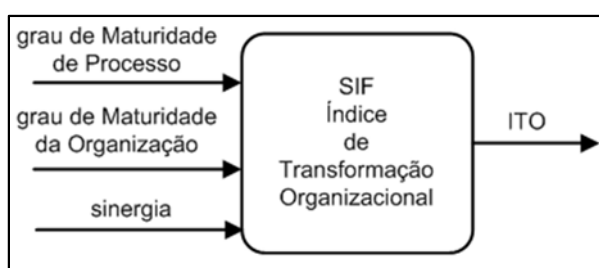 grau de Maturidade
de Processo
grau de Maturidade
da Organização
sinergia
SIF
Índice
de
Transformação
Organizacional
ITO